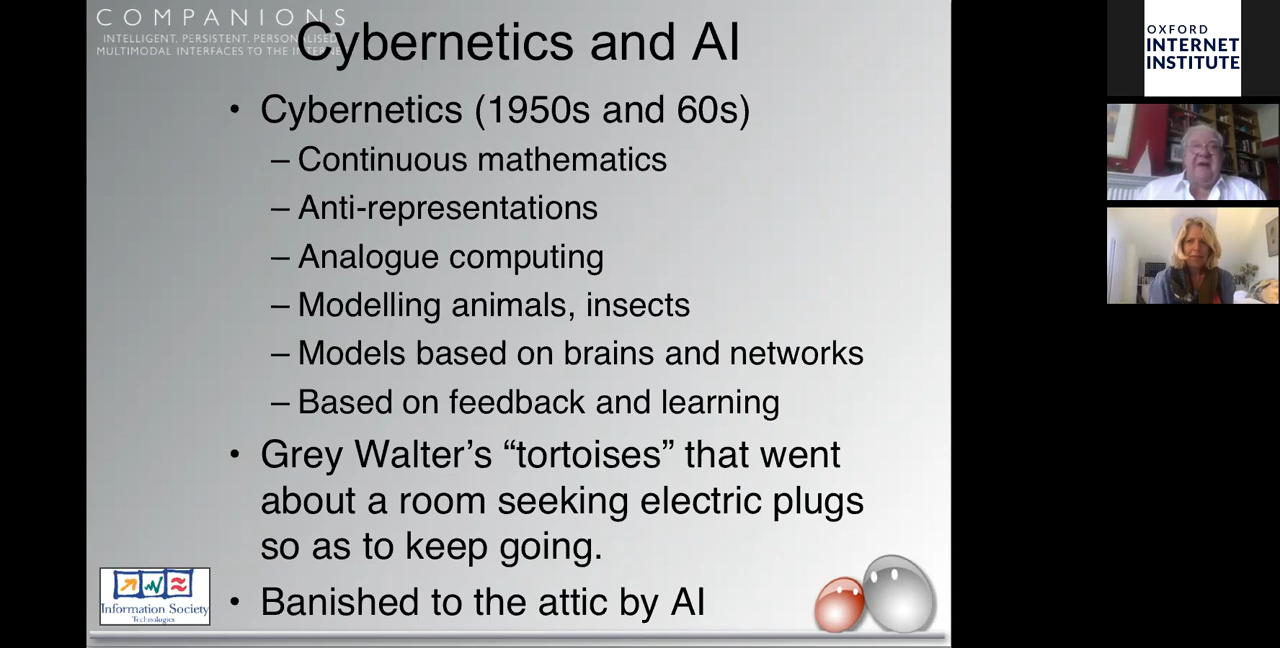 COMPANIONS
INTELLIGENT, PERSISTENT, PERSONALISED
MULTIMODAL INTERFACES TO THE INTERNET
Cybernetics and AI
• Cybernetics (1950s and 60s)
– Continuous mathematics
– Anti-representations
– Analogue computing
– Modelling animals, insects
– Models based on brains and networks
– Based on feedback and learning
• Grey Walter’s “tortoises” that went
about a room seeking electric plugs
so as to keep going.
• Banished to the attic by AI
Information Society
Technologies
OXFORD
INTERNET
INSTITUTE